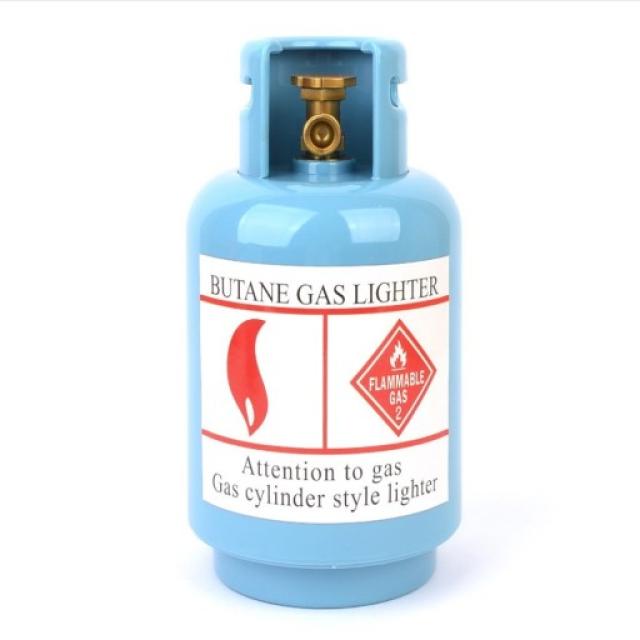 BUTANE GAS LIGHTER
FLAMMABLE
GAS
2
Attention to gas
Gas cylinder style lighter